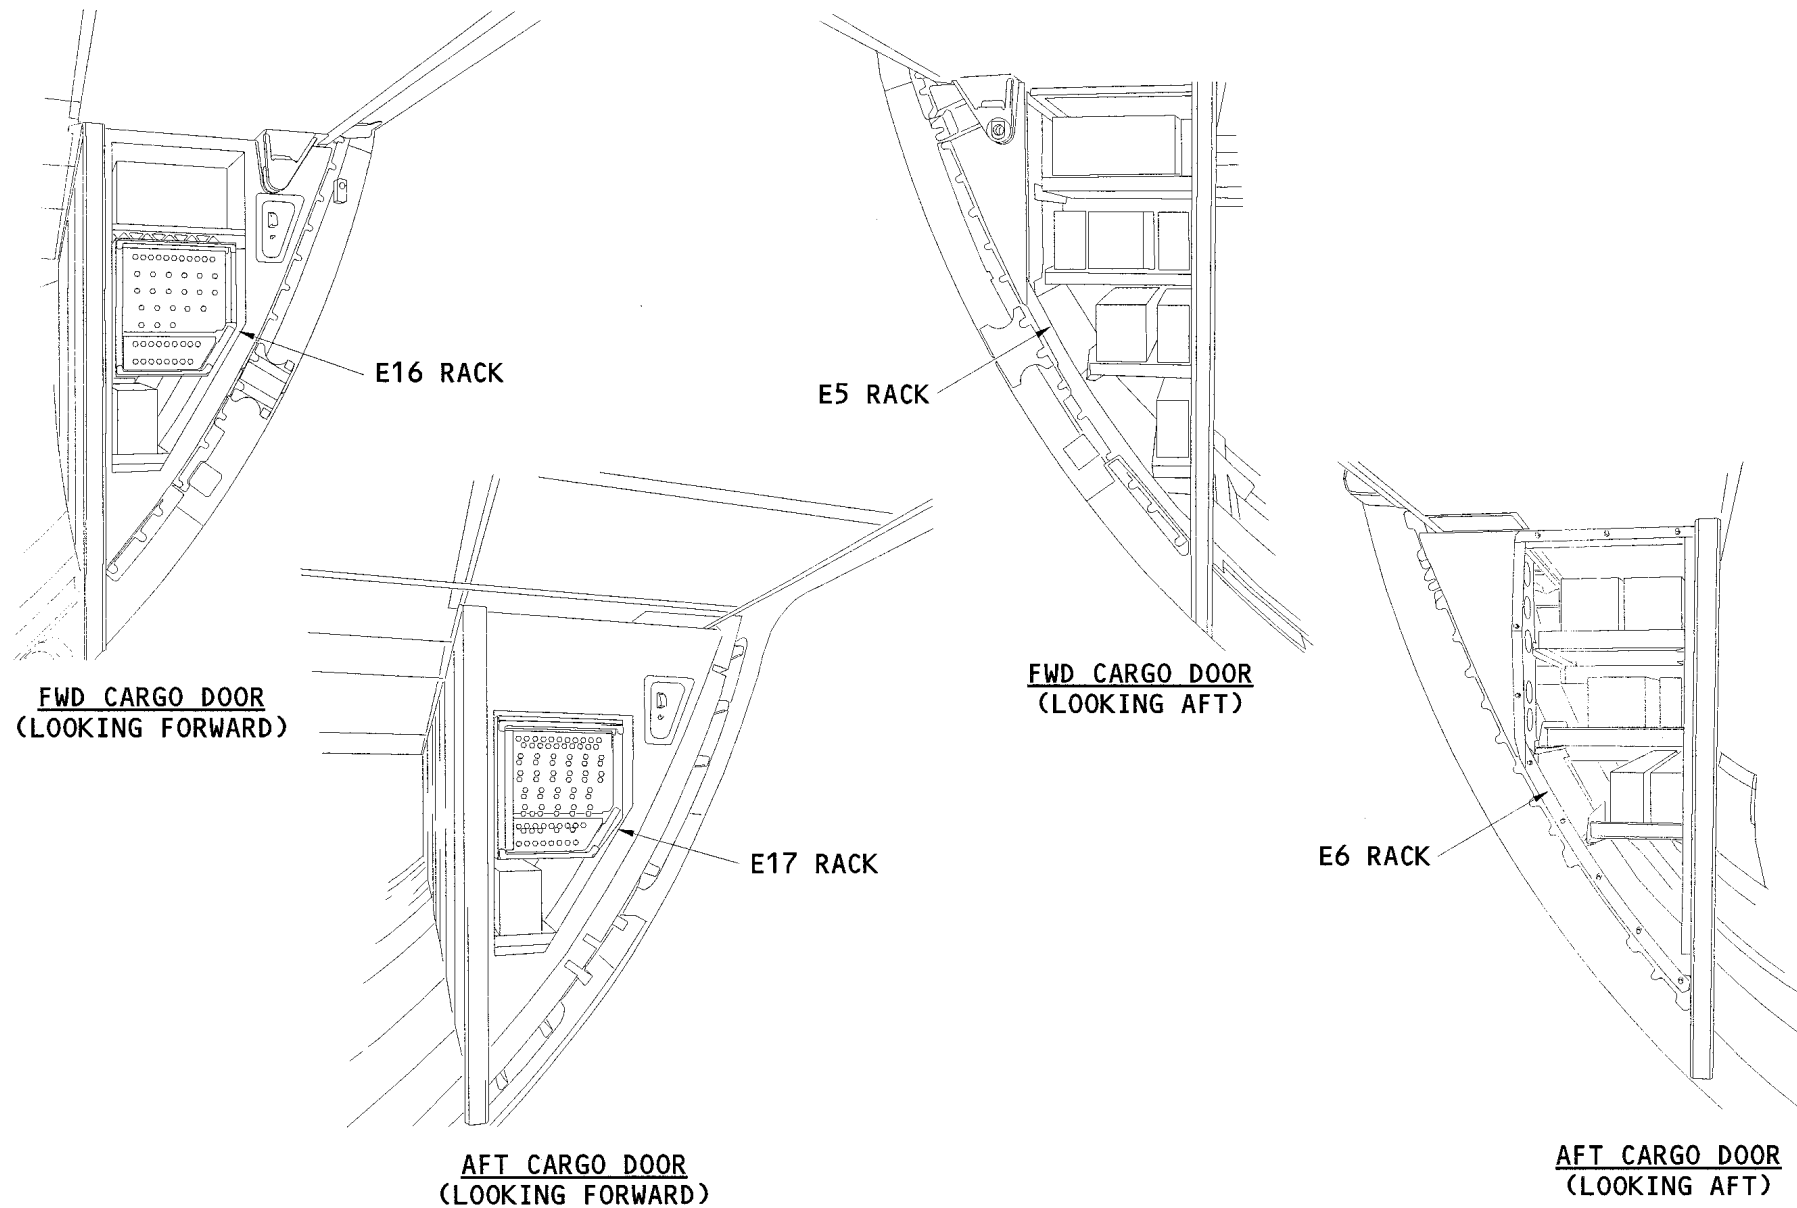 E16 RACK
E5 RACK
FWD CARGO DOOR
(LOOKING FORWARD)
FWD CARGO DOOR
(LOOKING AFT)
E17 RACK
E6 RACK
AFT CARGO DOOR
(LOOKING FORWARD)
AFT CARGO DOOR
(LOOKING AFT)